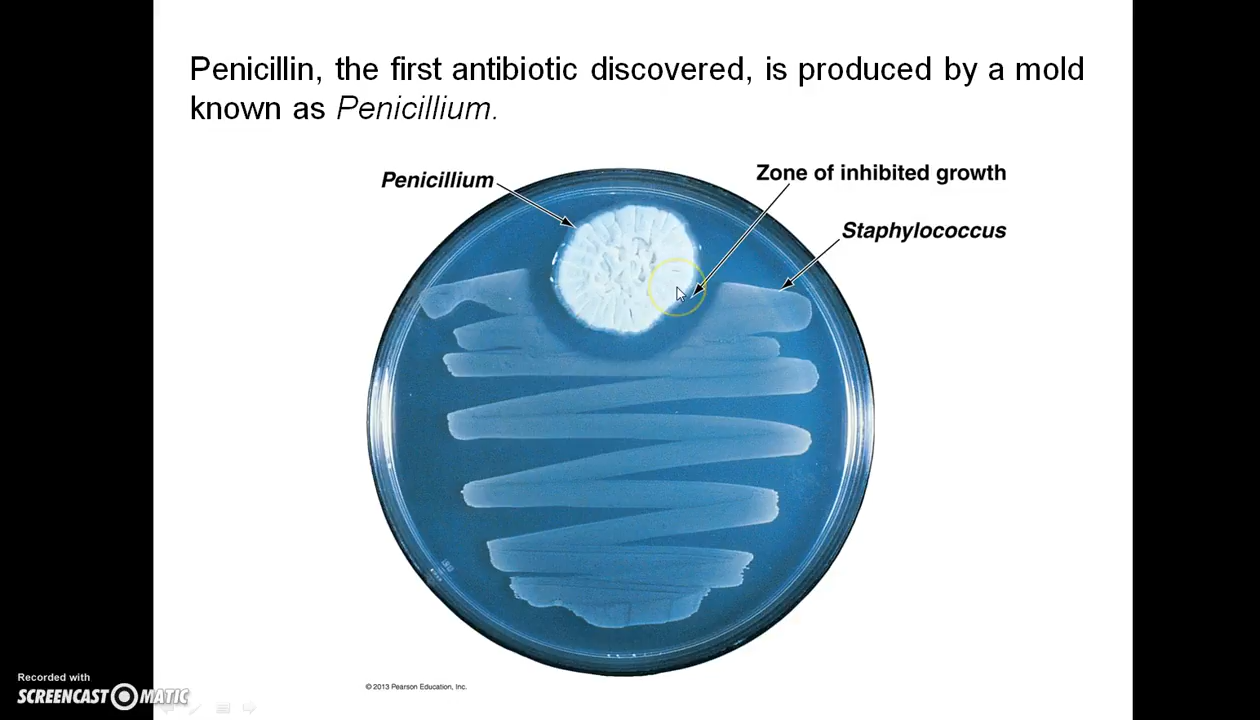 Penicillin, the first antibiotic discovered, is produced by a mold
known as Penicillium.
Penicillium
Zone of inhibited growth
Staphylococcus
© 2013 Pearson Education, Inc.
Recorded with
SCREENCAST MATIC